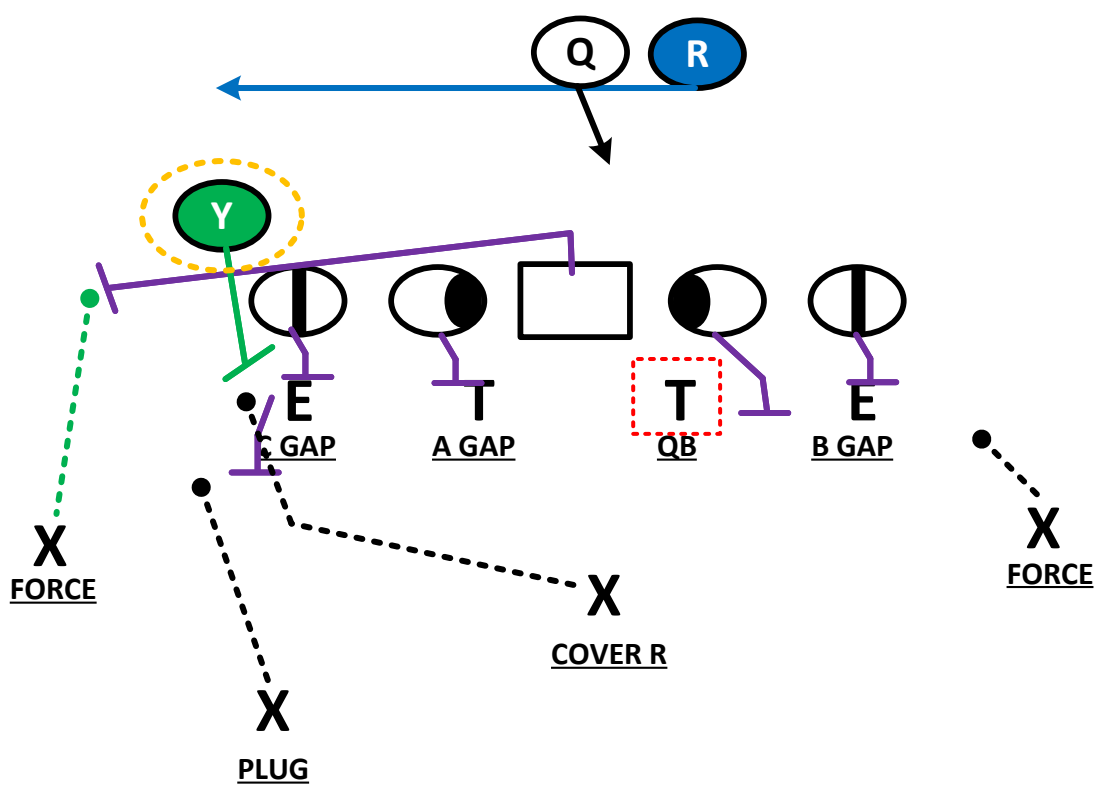 Q R
Y
E T T E
C GAP A GAP QB B GAP
X X
FORCE FORCE
X
COVER R
X
PLUG